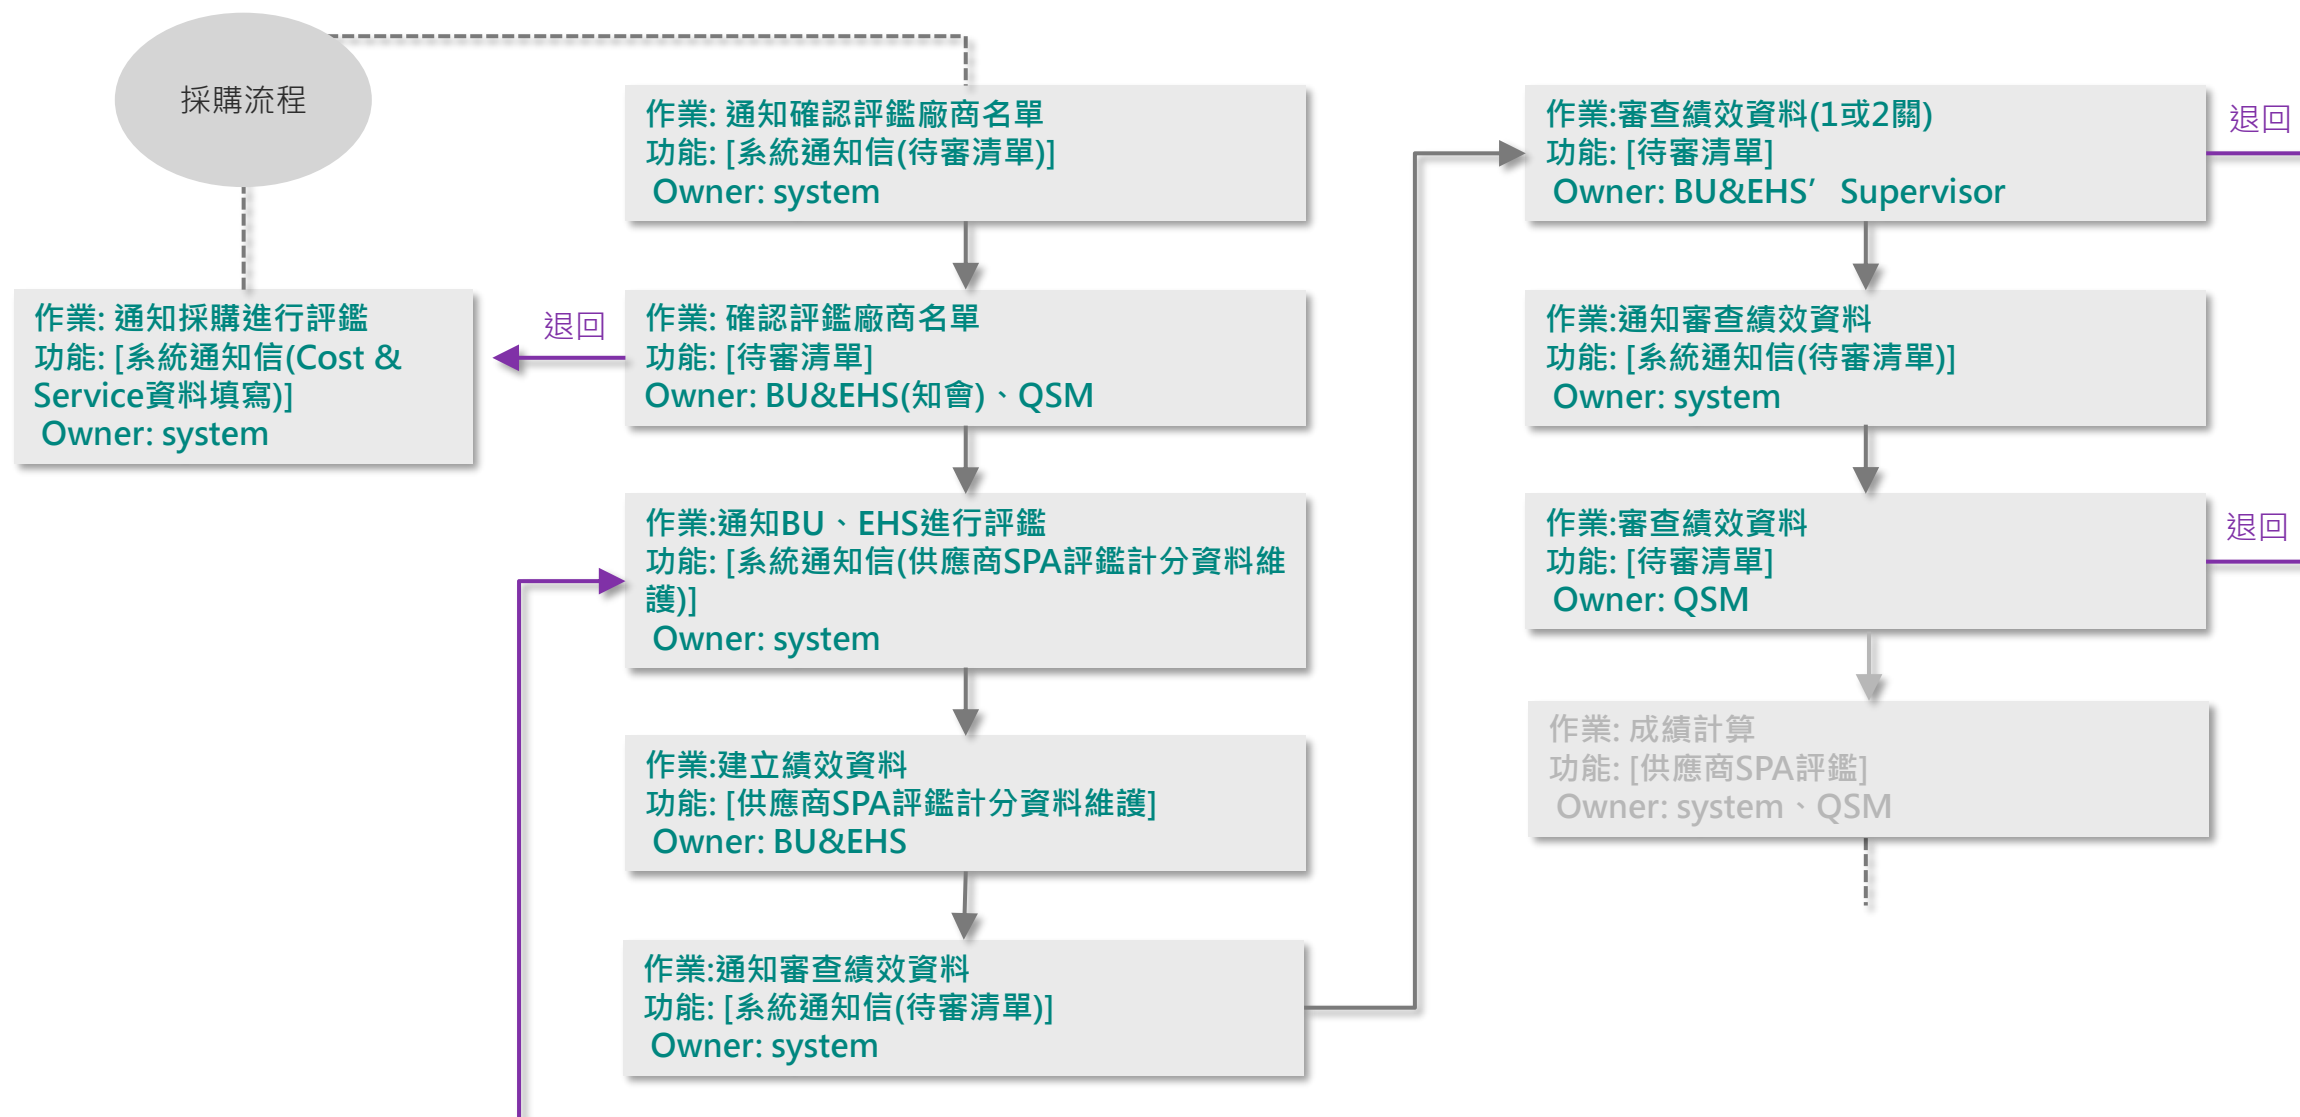 採購流程
作業: 通知採購進行評鑑
功能: [系統通知信(Cost &
Service資料填寫)]
Owner: system
作業: 通知確認評鑑廠商名單
功能: [系統通知信(待審清單)]
Owner: system
退回
作業: 確認評鑑廠商名單
功能: [待審清單]
Owner: BU&EHS(知會)、QSM
作業:通知BU、EHS進行評鑑
功能: [系統通知信(供應商SPA評鑑計分資料維
護)]
Owner: system
作業:建立績效資料
功能: [供應商SPA評鑑計分資料維護]
Owner: BU&EHS
作業:通知審查績效資料
功能: [系統通知信(待審清單)]
Owner: system
作業:審查績效資料(1或2關)
功能: [待審清單]
Owner: BU&EHS’ Supervisor
退回
作業:通知審查績效資料
功能: [系統通知信(待審清單)]
Owner: system
作業:審查績效資料
功能: [待審清單]
Owner: QSM
退回
作業: 成績計算
功能: [供應商SPA評鑑]
Owner: system、QSM